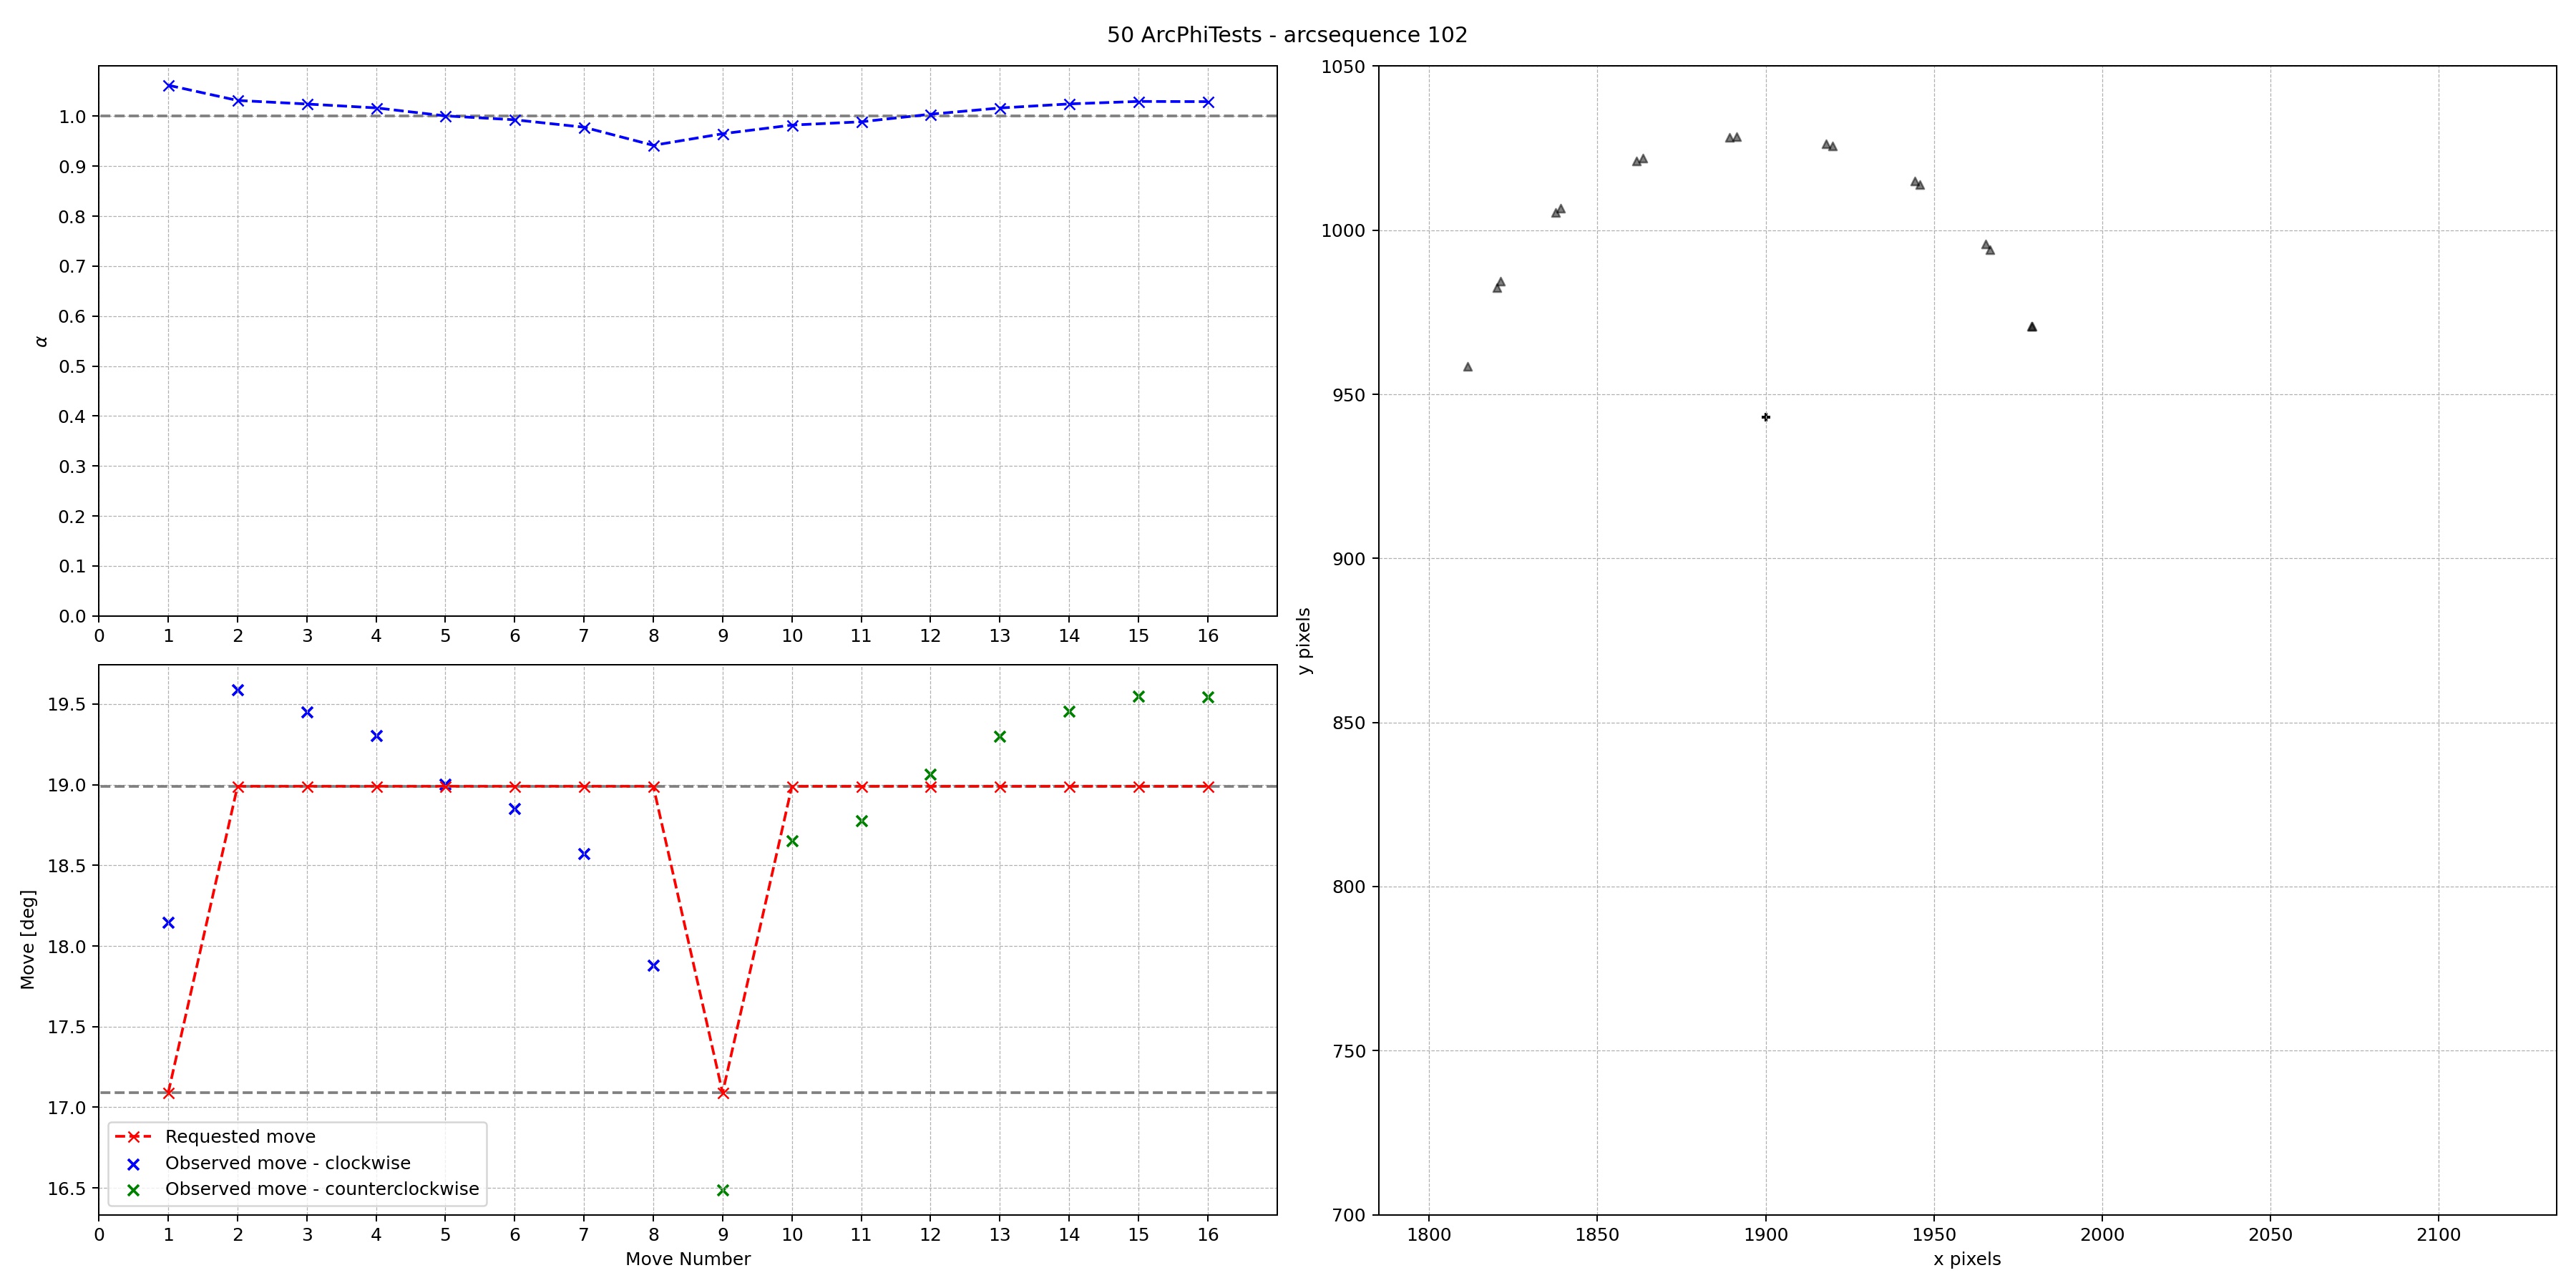 50 ArcPhiTests - arcsequence 102
1.0
0.9
0.8
0.7
0.6
0.5
0.4
0.3
0.2
0.1
0.0
α
0 1 2 3 4 5 6 7 8 9 10 11 12 13 14 15 16
19.5
19.0
18.5
18.0
17.5
17.0
16.5
Move [deg]
Requested move
Observed move - clockwise
Observed move - counterclockwise
0 1 2 3 4 5 6 7 8 9 10 11 12 13 14 15 16
Move Number
1050
1000
950
900
850
800
750
700
y pixels
1800 1850 1900 1950 2000 2050 2100
x pixels